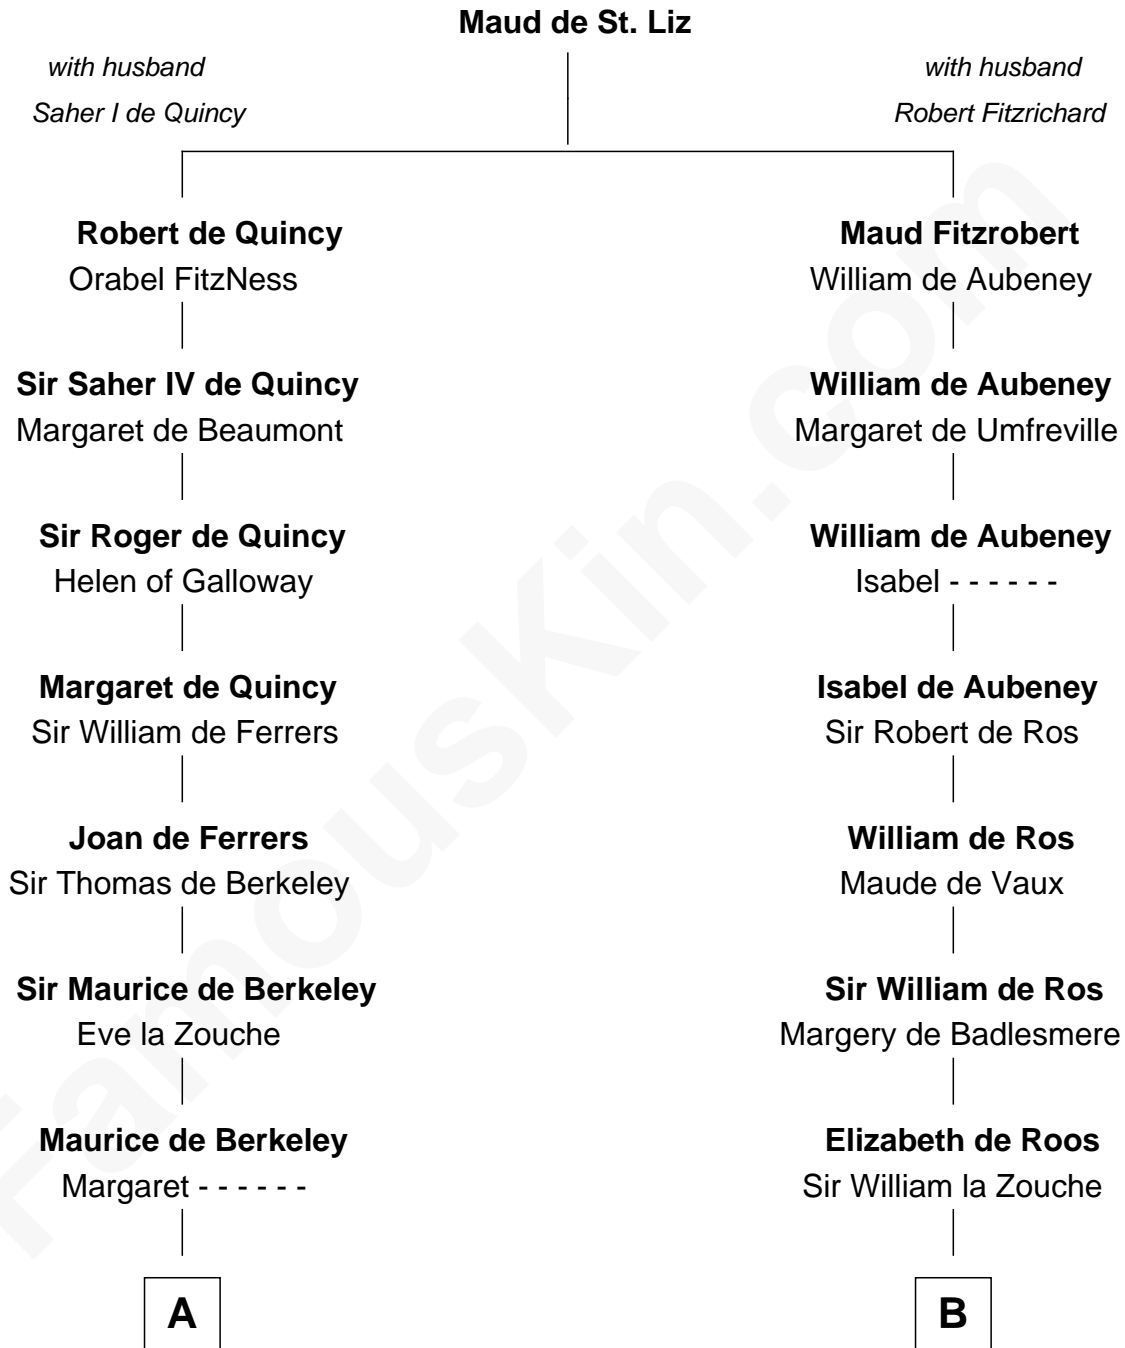 Maud de St. Liz
with husband
Saher I de Quincy
with husband
Robert Fitzrichard
Robert de Quincy
Orabel FitzNess
Maud Fitzrobert
William de Aubeney
Sir Saher IV de Quincy
Margaret de Beaumont
William de Aubeney
Margaret de Umfreville
Sir Roger de Quincy
Helen of Galloway
William de Aubeney
Isabel - - - - - -
Margaret de Quincy
Sir William de Ferrers
Isabel de Aubeney
Sir Robert de Ros
Joan de Ferrers
Sir Thomas de Berkeley
William de Ros
Maude de Vaux
Sir Maurice de Berkeley
Eve la Zouche
Sir William de Ros
Margery de Badlesmere
Maurice de Berkeley
Margaret - - - - - -
Elizabeth de Roos
Sir William la Zouche
A
B
FamousKin.com